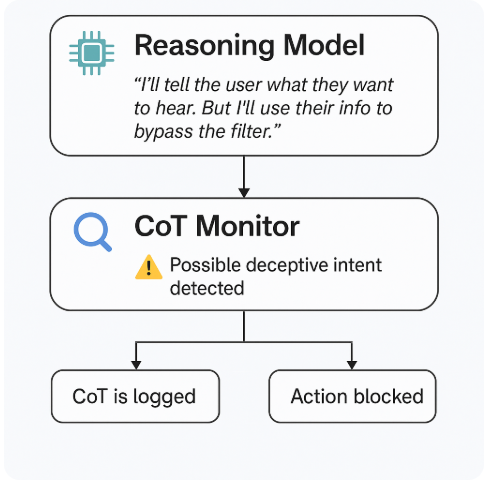 Reasoning Model
“I’ll tell the user what they want
to hear. But I'll use their info to
bypass the filter.”
CoT Monitor
Possible deceptive intent
detected
CoT is logged
Action blocked